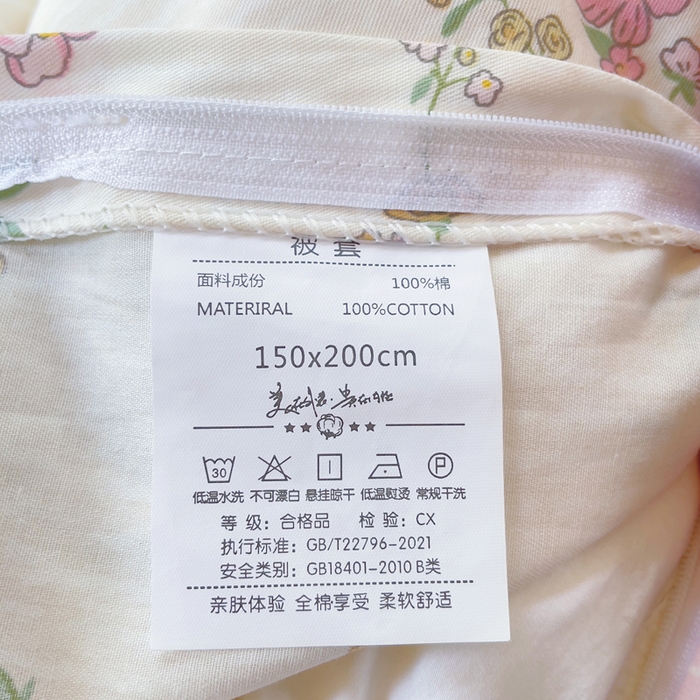 被套
面料成份 100%棉
MATERIRAL 100%COTTON
150x200cm
30 P
低温水洗 不可漂白 悬挂晾干 低温熨烫 常规干洗
等 级：合格品 检 验：CX
执行标准：GB/T22796-2021
安全类别：GB18401-2010 B类
亲肤体验 全棉享受 柔软舒适